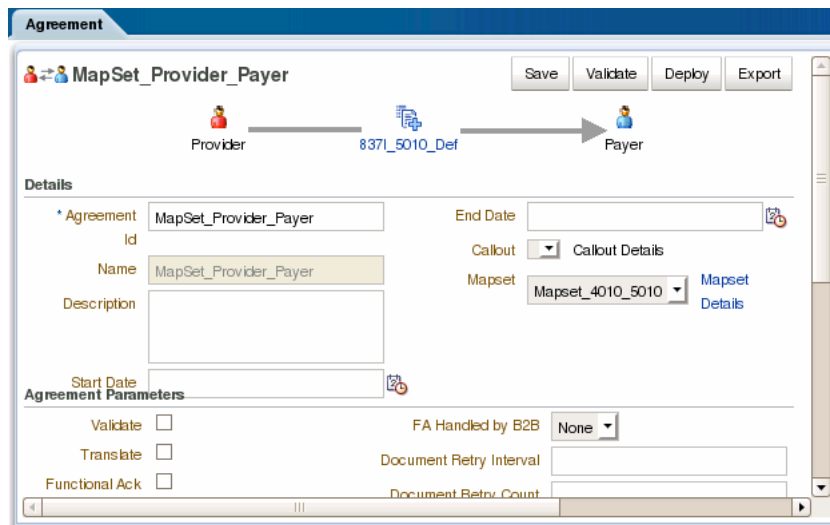 Agreement
MapSet_Provider_Payer
Save Validate Deploy Export
Provider 837I_5010_Def Payer
Details
* Agreement Id MapSet_Provider_Payer
Name MapSet_Provider_Payer
Description
Start Date
End Date
Callout Callout Details
Mapset Mapset_4010_5010 Mapset Details
Agreement Parameters
Validate
Translate
Functional Ack
FA Handled by B2B None
Document Retry Interval
Document Retry Count